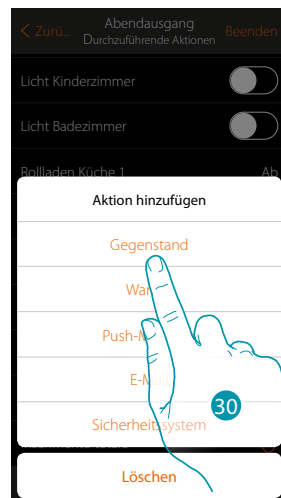 < Zurü... Abendausgang Beenden
Durchzuführende Aktionen
Licht Kinderzimmer
Licht Badezimmer
Rollladen Küche 1 Ab
Aktion hinzufügen
Gegenstand
Push-
30
Sicherheitssystem
Löschen